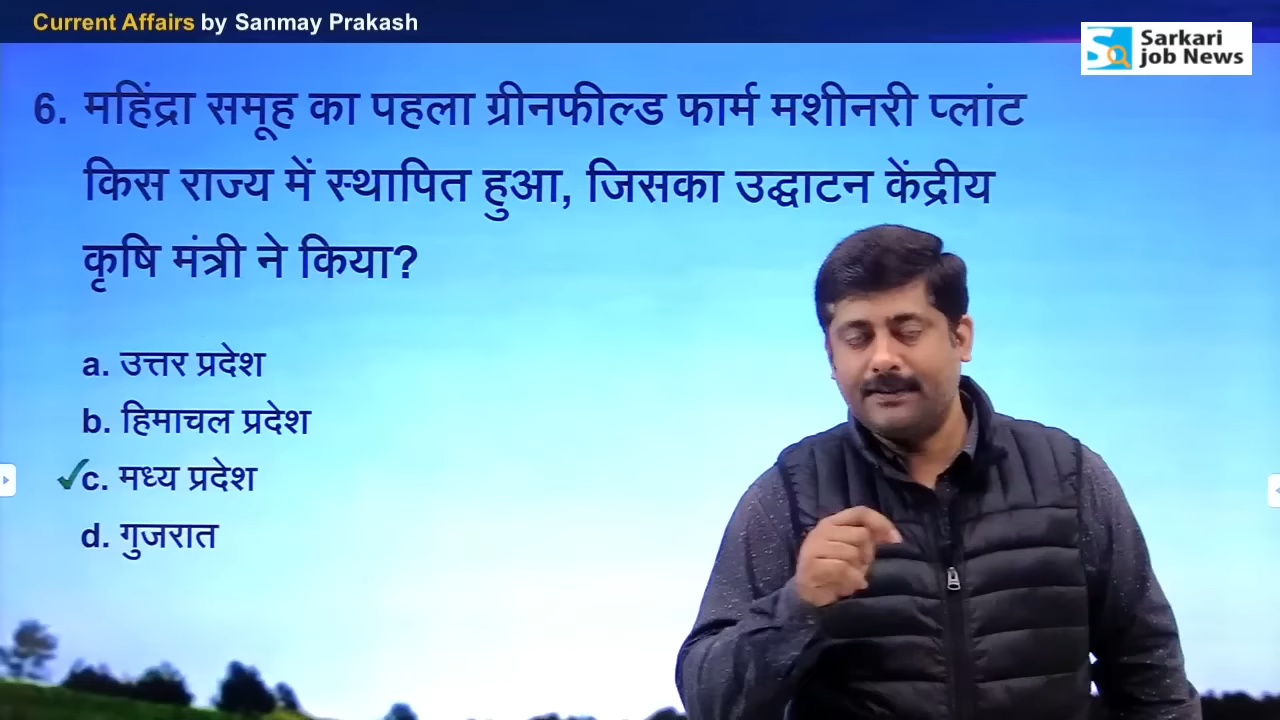 Current Affairs by Sanmay Prakash
Sarkari
job News
6. महिंद्रा समूह का पहला ग्रीनफील्ड फार्म मशीनरी प्लांट
किस राज्य में स्थापित हुआ, जिसका उद्घाटन केंद्रीय
कृषि मंत्री ने किया?
a. उत्तर प्रदेश
b. हिमाचल प्रदेश
c. मध्य प्रदेश
d. गुजरात